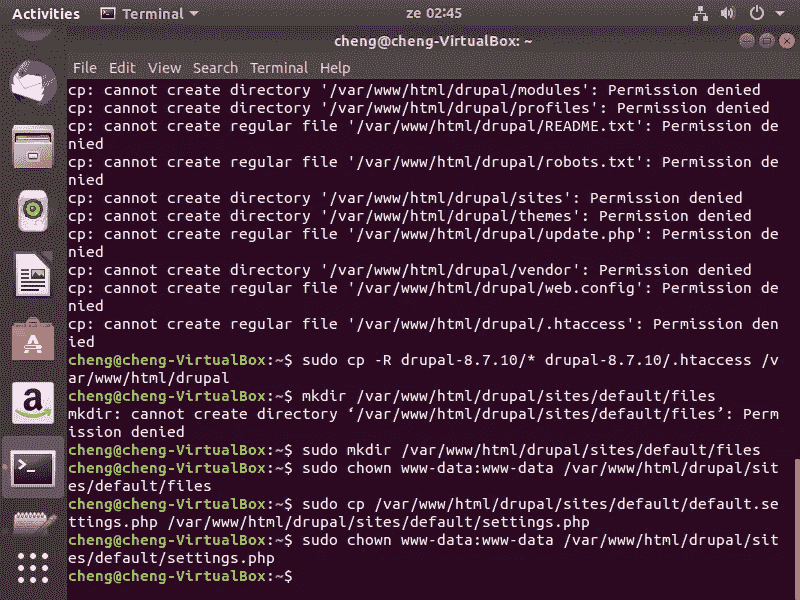 Activities
Terminal
ze 02:45
cheng@cheng-VirtualBox: ~
File Edit View Search Terminal Help
cp: cannot create directory '/var/www/html/drupal/modules': Permission denied
cp: cannot create directory '/var/www/html/drupal/profiles': Permission denied
cp: cannot create regular file '/var/www/html/drupal/README.txt': Permission de
nied
cp: cannot create regular file '/var/www/html/drupal/robots.txt': Permission de
nied
cp: cannot create directory '/var/www/html/drupal/sites': Permission denied
cp: cannot create directory '/var/www/html/drupal/themes': Permission denied
cp: cannot create regular file '/var/www/html/drupal/update.php': Permission de
nied
cp: cannot create directory '/var/www/html/drupal/vendor': Permission denied
cp: cannot create regular file '/var/www/html/drupal/web.config': Permission de
nied
cp: cannot create regular file '/var/www/html/drupal/.htaccess': Permission den
ied
cheng@cheng-VirtualBox:~$ sudo cp -R drupal-8.7.10/* drupal-8.7.10/.htaccess /v
ar/www/html/drupal
cheng@cheng-VirtualBox:~$ mkdir /var/www/html/drupal/sites/default/files
mkdir: cannot create directory ‘/var/www/html/drupal/sites/default/files’: Perm
ission denied
cheng@cheng-VirtualBox:~$ sudo mkdir /var/www/html/drupal/sites/default/files
cheng@cheng-VirtualBox:~$ sudo chown www-data:www-data /var/www/html/drupal/sit
es/default/files
cheng@cheng-VirtualBox:~$ sudo cp /var/www/html/drupal/sites/default/default.se
ttings.php /var/www/html/drupal/sites/default/settings.php
cheng@cheng-VirtualBox:~$ sudo chown www-data:www-data /var/www/html/drupal/sit
es/default/settings.php
cheng@cheng-VirtualBox:~$